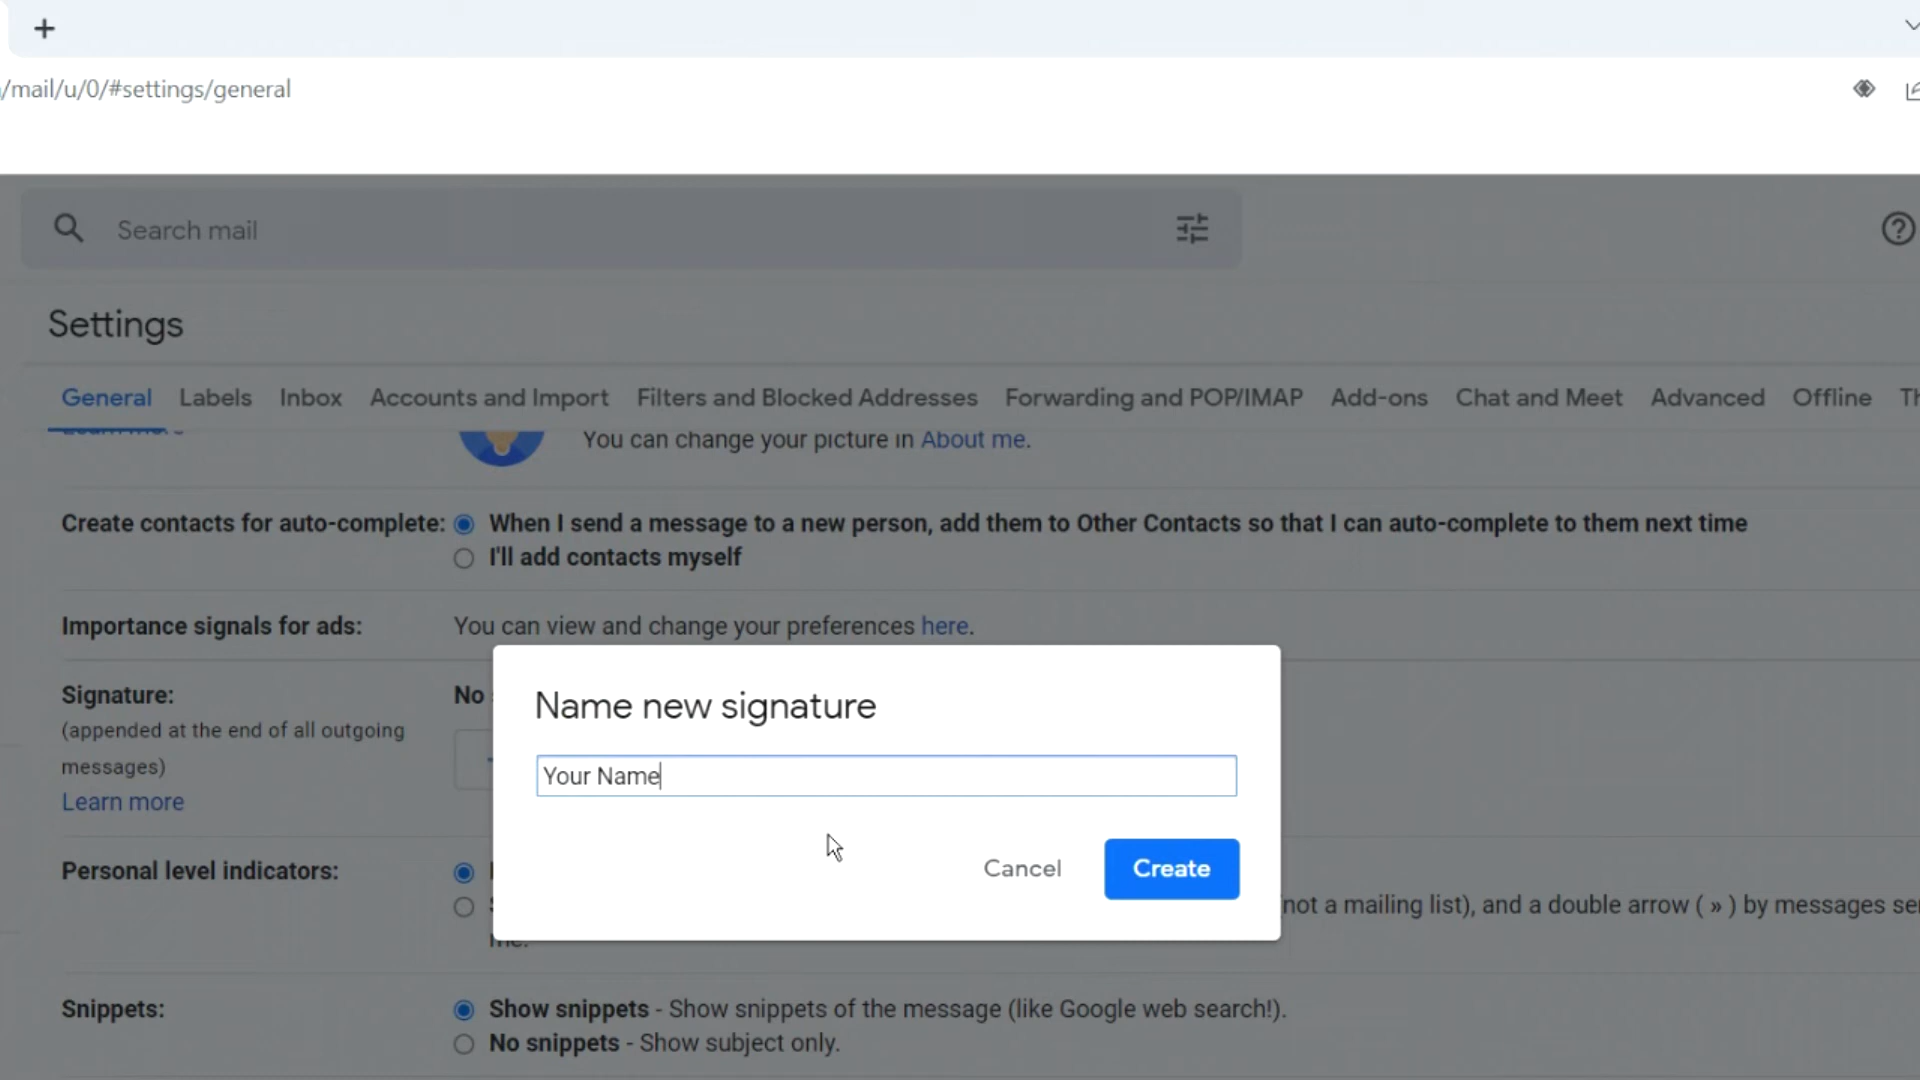 /mail/u/0/#settings/general
Search mail
Settings
General Labels Inbox Accounts and Import Filters and Blocked Addresses Forwarding and POP/IMAP Add-ons Chat and Meet Advanced Offline
You can change your picture in About me.
Create contacts for auto-complete: When I send a message to a new person, add them to Other Contacts so that I can auto-complete to them next time
I'll add contacts myself
Importance signals for ads: You can view and change your preferences here.
Signature: No
(appended at the end of all outgoing
messages)
Learn more
Name new signature
Your Name
Cancel Create
Personal level indicators:
not a mailing list), and a double arrow ( » ) by messages
me.
Snippets: Show snippets - Show snippets of the message (like Google web search!).
No snippets - Show subject only.